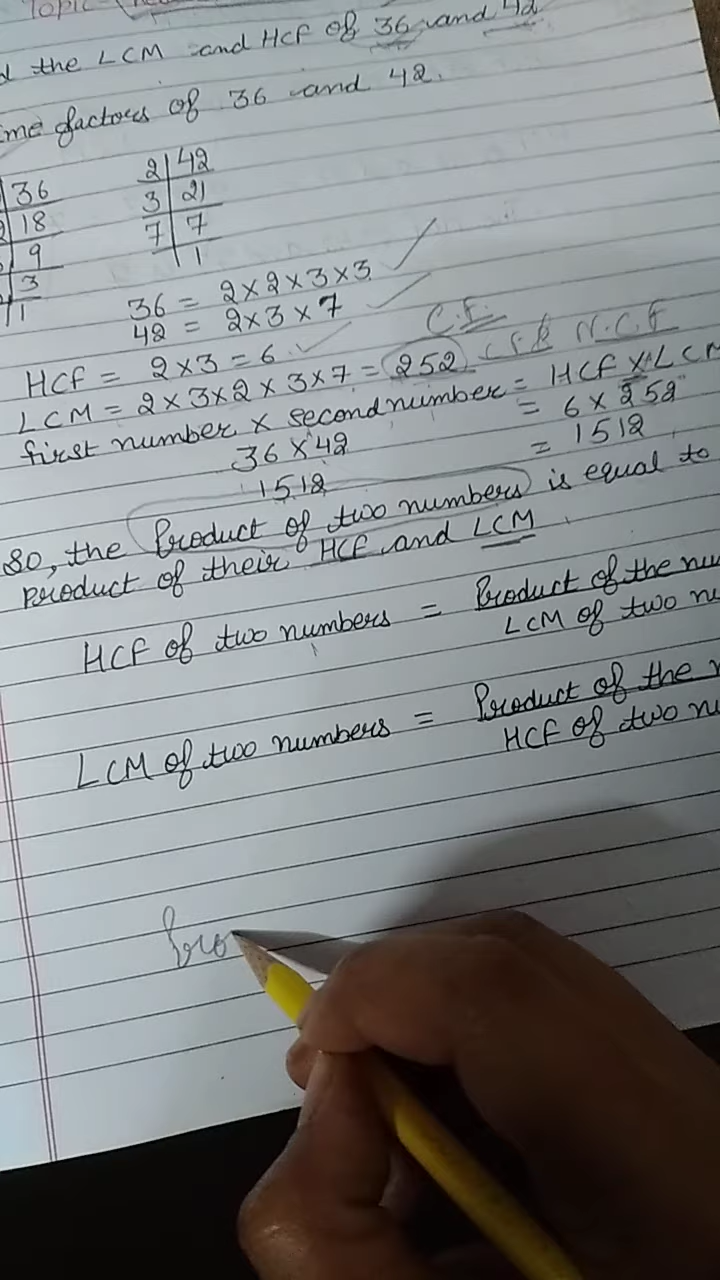 Topic-
the LCM and HCF of 36 and 42
me factors of 36 and 42.
36
18
9
3
1
2 42
3 21
7 7
1
36 = 2×2×3×3
42 = 2×3×7
C.F.
HCF = 2×3 = 6
LCM = 2×3×2×3×7 = 252 N.C.F
first number × second number = HCF × LCM
36 × 42 = 6 × 252
1512 = 1512
So, the Product of two numbers is equal to
product of their HCF and LCM.
HCF of two numbers = Product of the nu
LCM of two nu
LCM of two numbers = Product of the
HCF of two nu
Pro